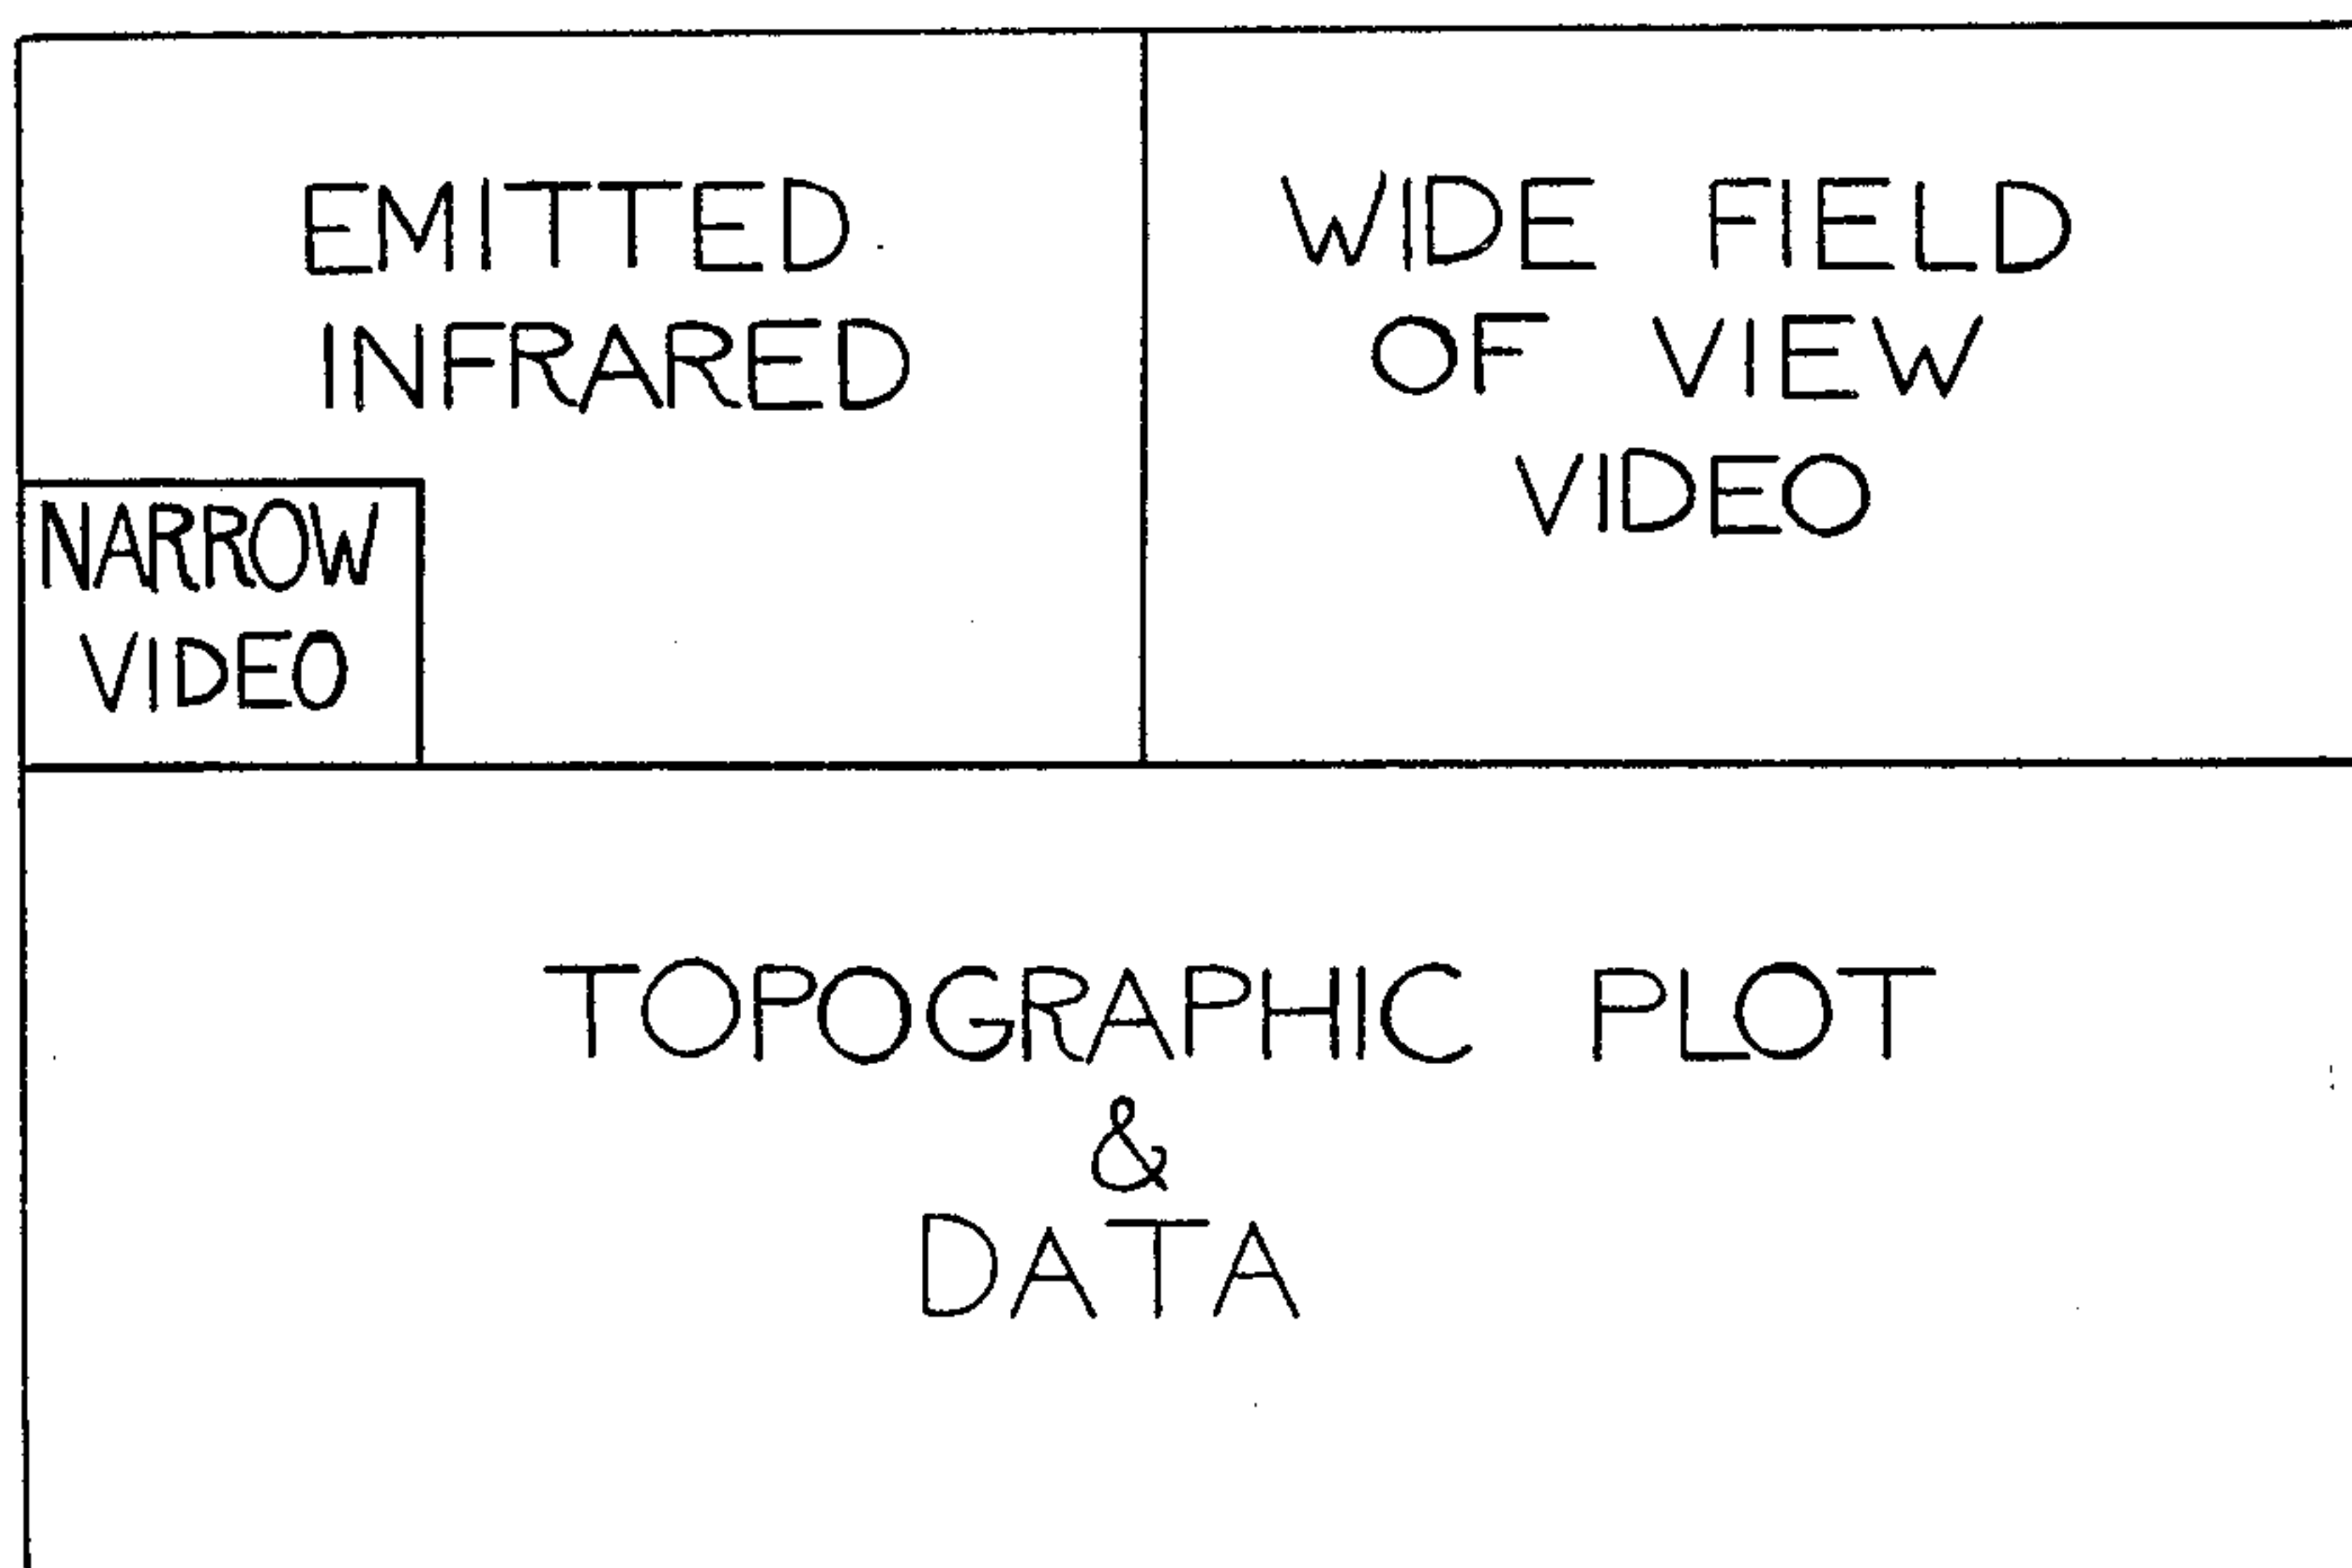 EMITTED
INFRARED
WIDE FIELD
OF VIEW
VIDEO
NARROW
VIDEO
TOPOGRAPHIC PLOT
&
DATA